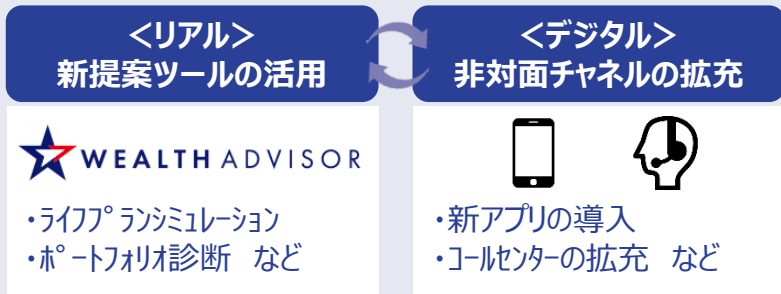 <リアル>
新提案ツールの活用
WEALTH ADVISOR
・ﾗｲﾌﾌﾟﾗﾝｼﾐｭﾚｰｼｮﾝ
・ﾎﾟｰﾄﾌｫﾘｵ診断　など
<デジタル>
非対面チャネルの拡充
・新アプリの導入
・ｺｰﾙｾﾝﾀｰの拡充　など